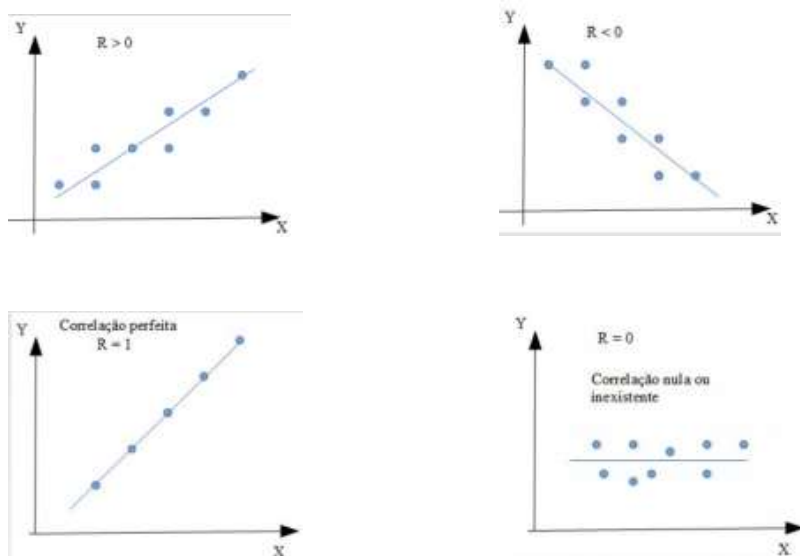 Y
R > 0
X
Y
R < 0
X
Y
Correlação perfeita
R = 1
X
Y
R = 0
Correlação nula ou
inexistente
X